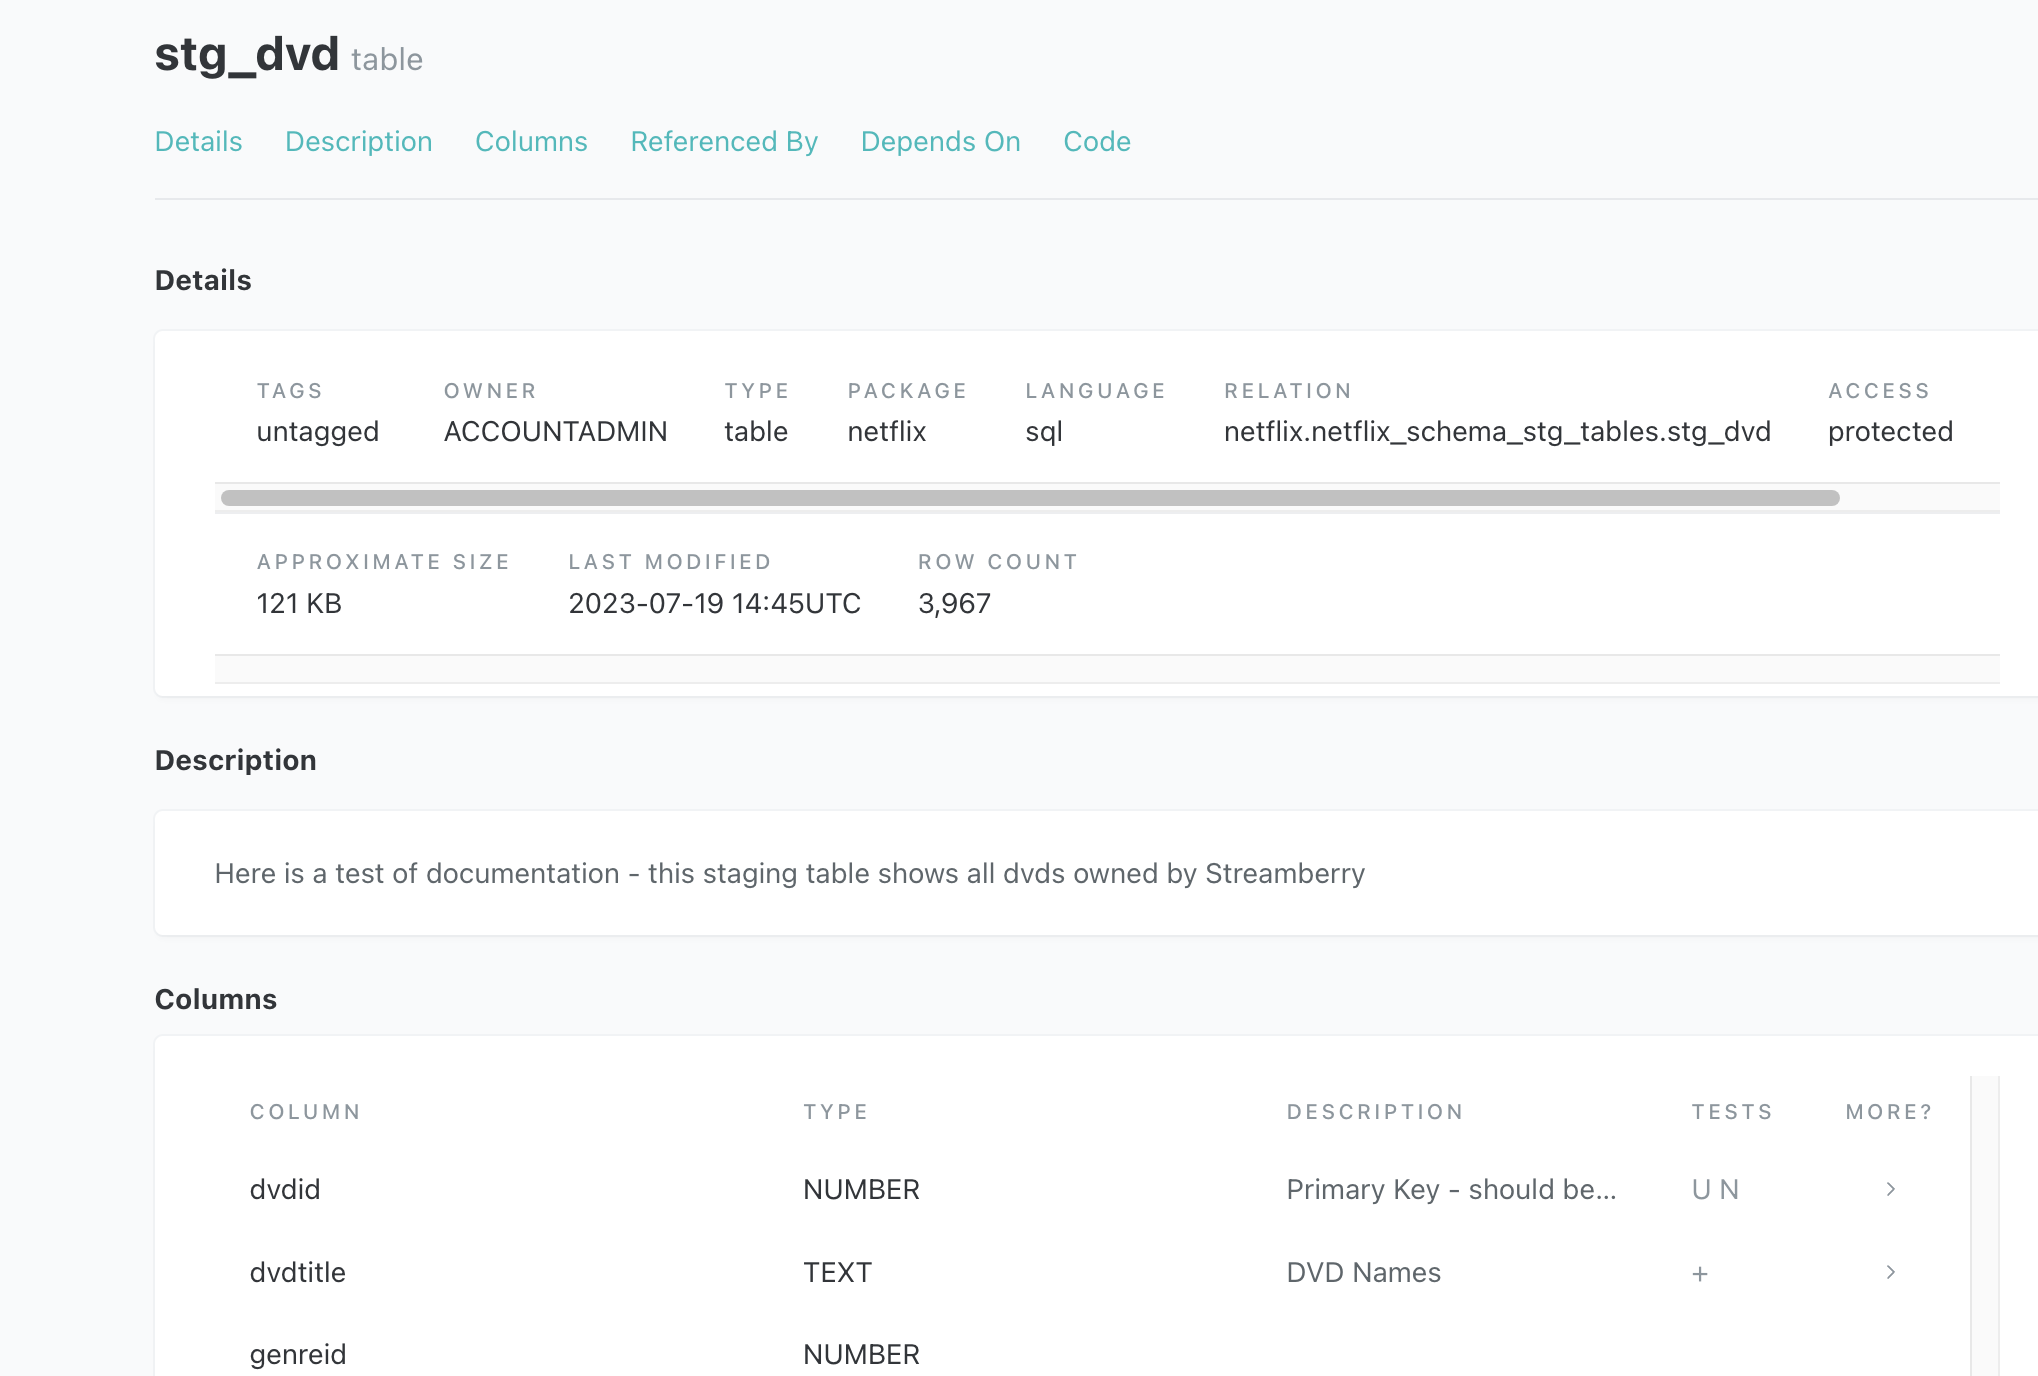 stg_dvd table
Details Description Columns Referenced By Depends On Code
Details
TAGS OWNER TYPE PACKAGE LANGUAGE RELATION ACCESS
untagged ACCOUNTADMIN table netflix sql netflix.netflix_schema_stg_tables.stg_dvd protected
APPROXIMATE SIZE LAST MODIFIED ROW COUNT
121 KB 2023-07-19 14:45UTC 3,967
Description
Here is a test of documentation - this staging table shows all dvds owned by Streamberry
Columns
COLUMN TYPE DESCRIPTION TESTS MORE?
dvdid NUMBER Primary Key - should be... U N >
dvdtitle TEXT DVD Names + >
genreid NUMBER